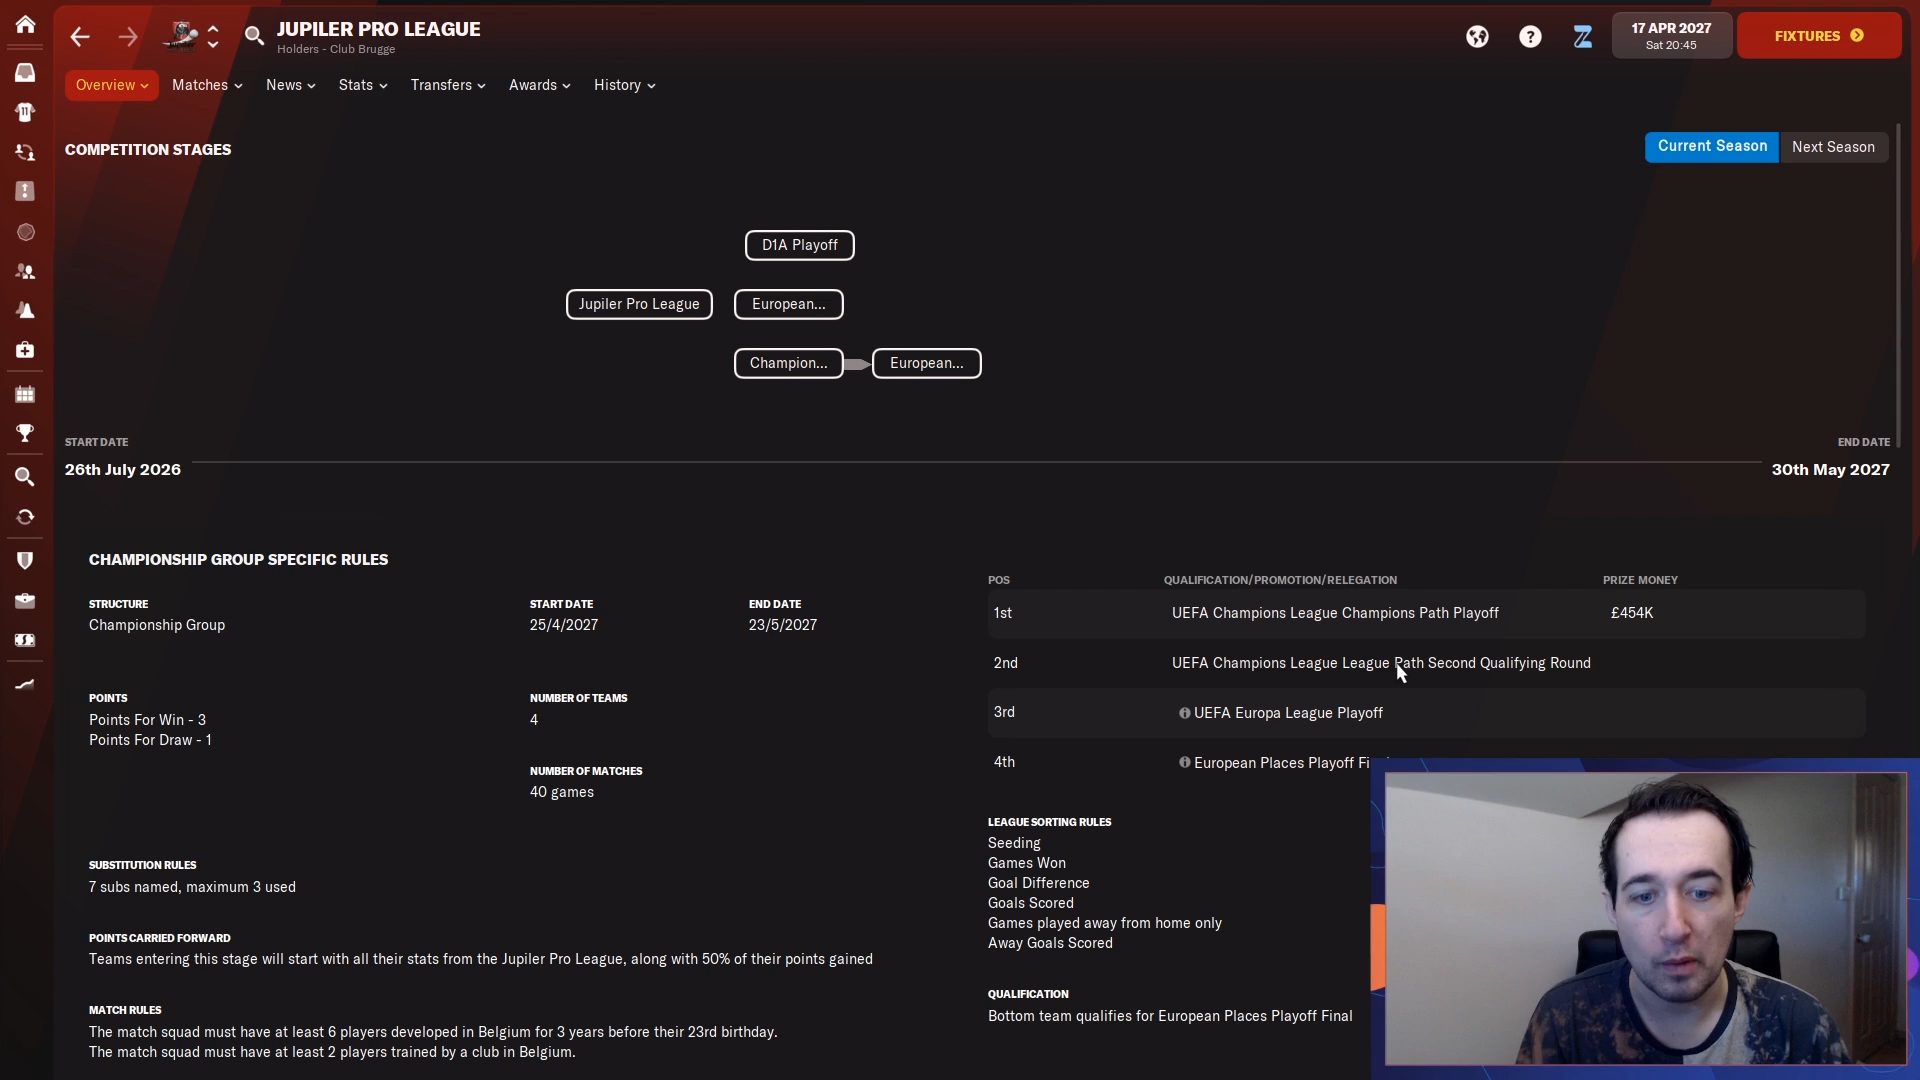 JUPILER PRO LEAGUE
Holders - Club Brugge
17 APR 2027
Sat 20:45
FIXTURES
Overview
Matches
News
Stats
Transfers
Awards
History
COMPETITION STAGES
Current Season
Next Season
D1A Playoff
Jupiler Pro League
European...
Champion...
European...
START DATE
26th July 2026
END DATE
30th May 2027
CHAMPIONSHIP GROUP SPECIFIC RULES
STRUCTURE
Championship Group
START DATE
25/4/2027
END DATE
23/5/2027
POINTS
Points For Win - 3
Points For Draw - 1
NUMBER OF TEAMS
4
NUMBER OF MATCHES
40 games
SUBSTITUTION RULES
7 subs named, maximum 3 used
POINTS CARRIED FORWARD
Teams entering this stage will start with all their stats from the Jupiler Pro League, along with 50% of their points gained
MATCH RULES
The match squad must have at least 6 players developed in Belgium for 3 years before their 23rd birthday.
The match squad must have at least 2 players trained by a club in Belgium.
POS QUALIFICATION/PROMOTION/RELEGATION PRIZE MONEY
1st UEFA Champions League Champions Path Playoff £454K
2nd UEFA Champions League League Path Second Qualifying Round
3rd UEFA Europa League Playoff
4th European Places Playoff
LEAGUE SORTING RULES
Seeding
Games Won
Goal Difference
Goals Scored
Games played away from home only
Away Goals Scored
QUALIFICATION
Bottom team qualifies for European Places Playoff Final